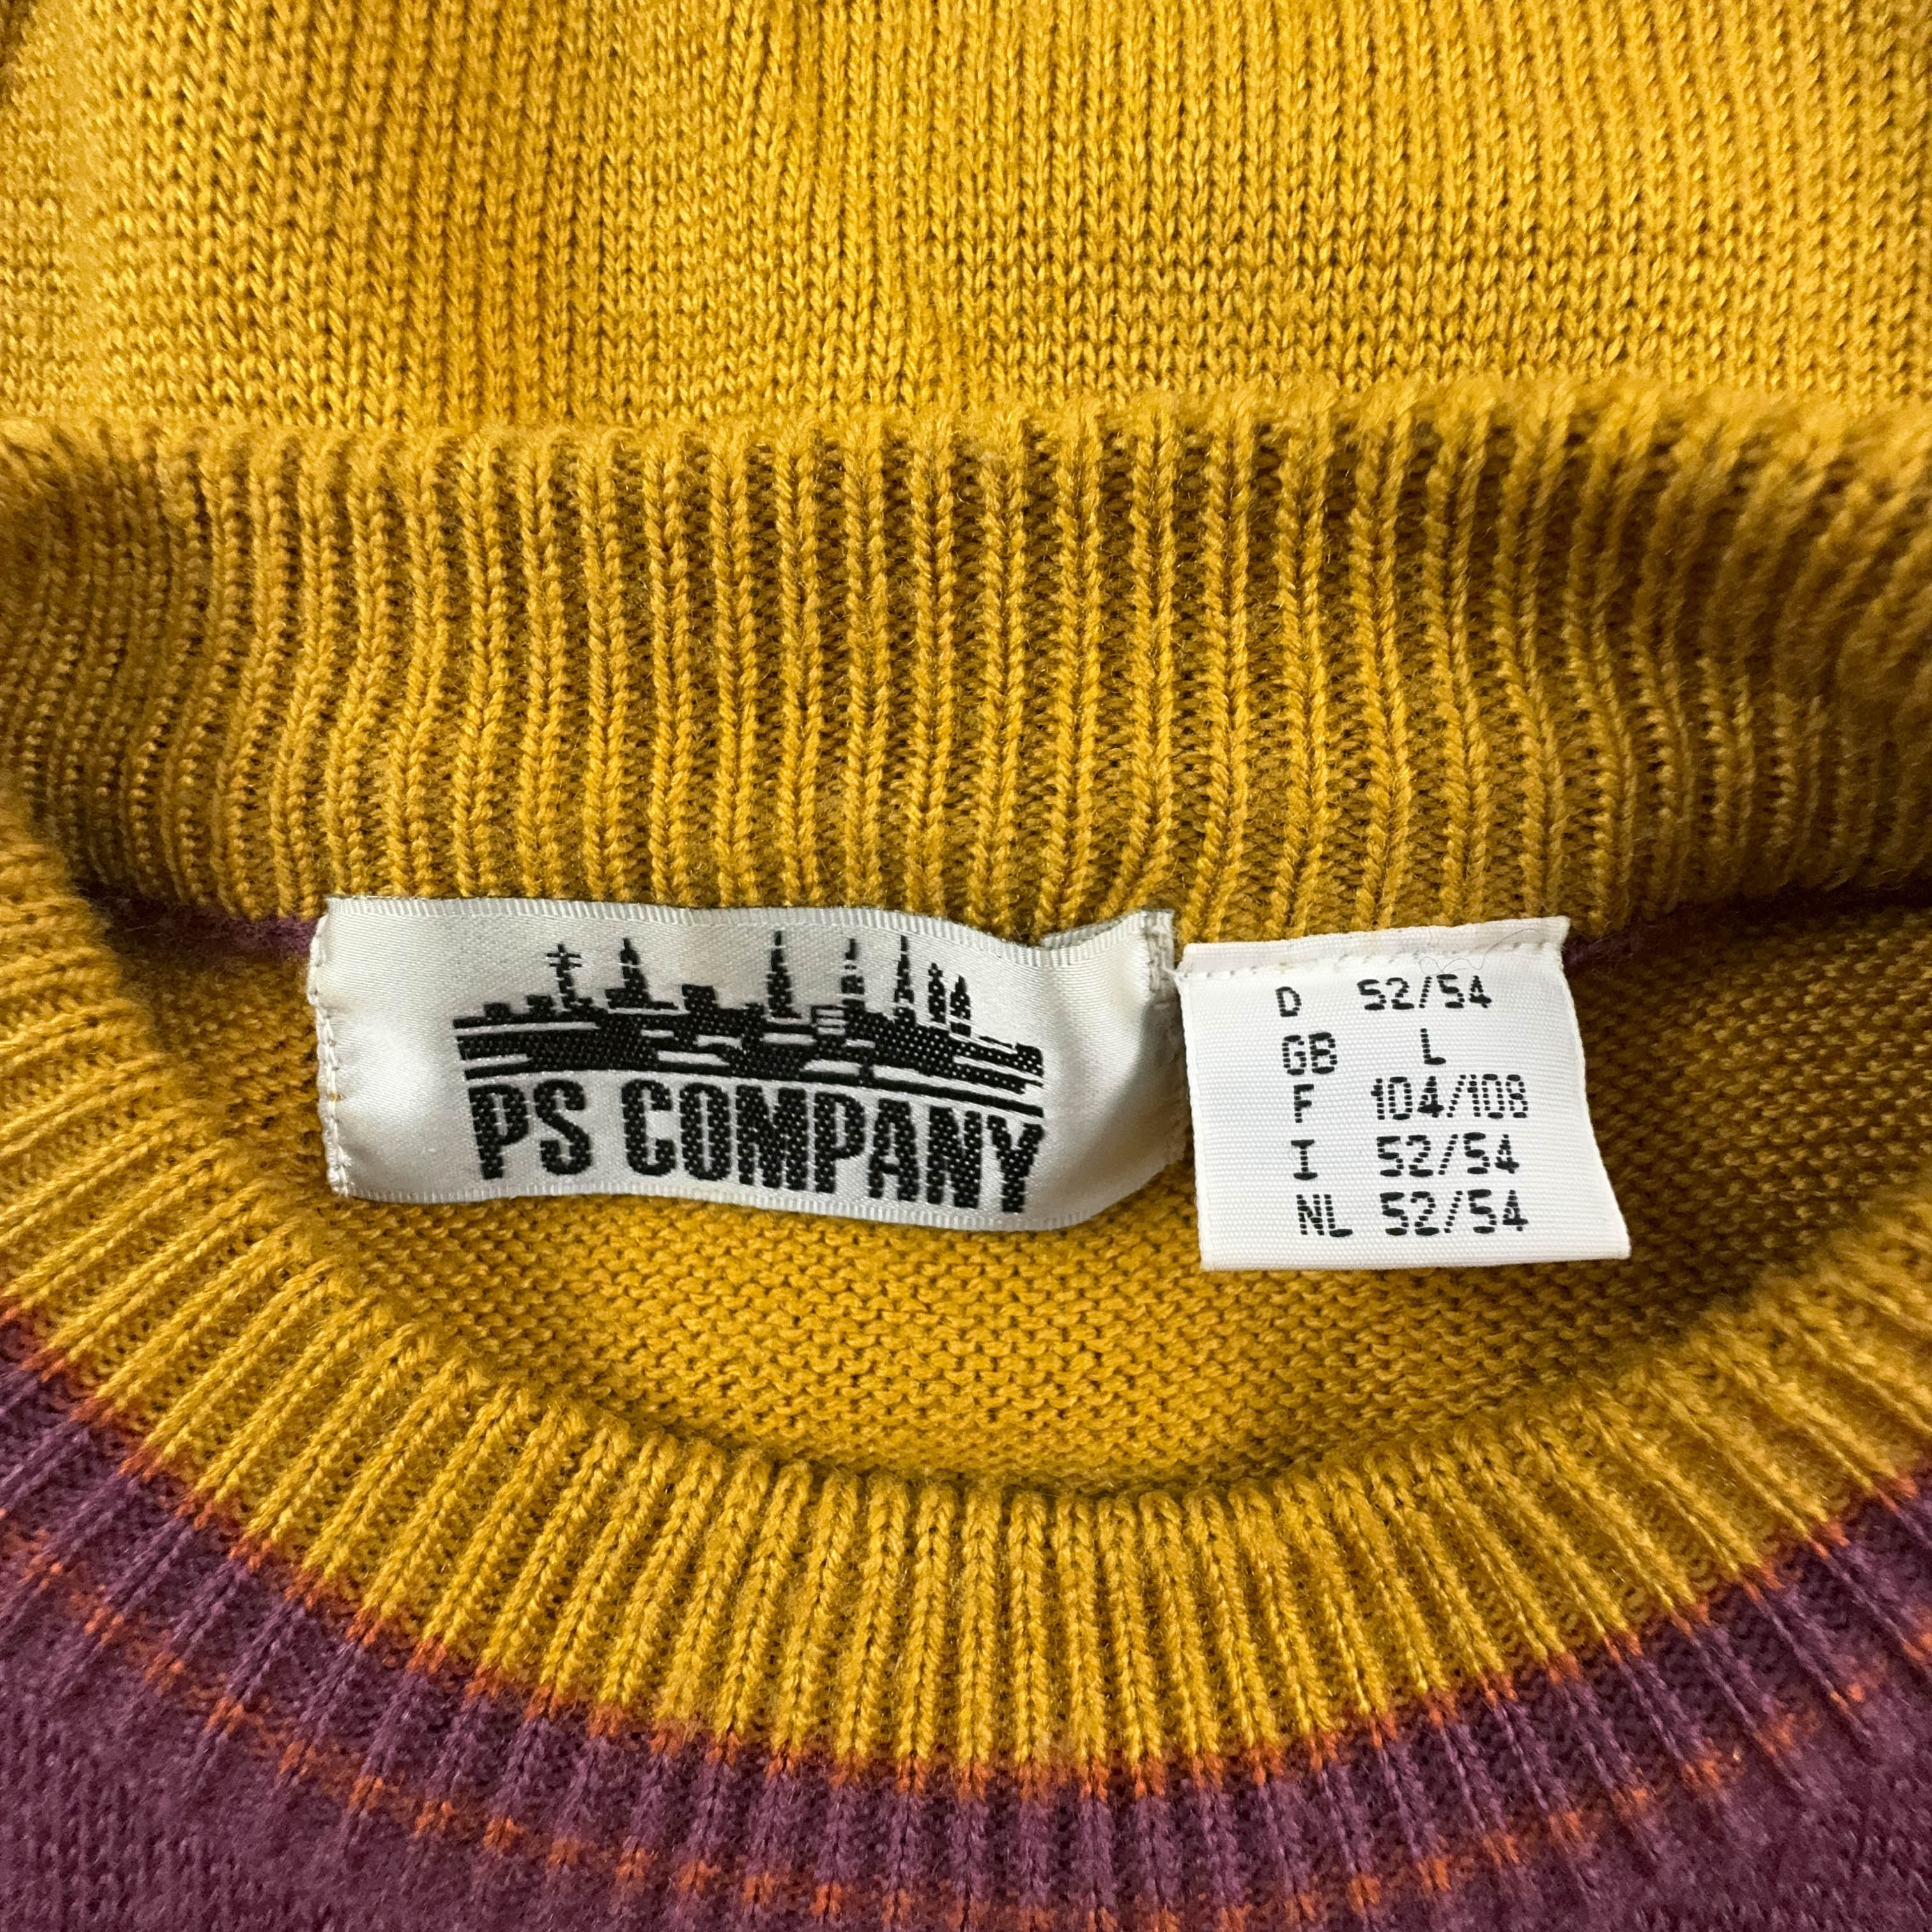 PS COMPANY
D 52/54
GB L
F 104/108
I 52/54
NL 52/54